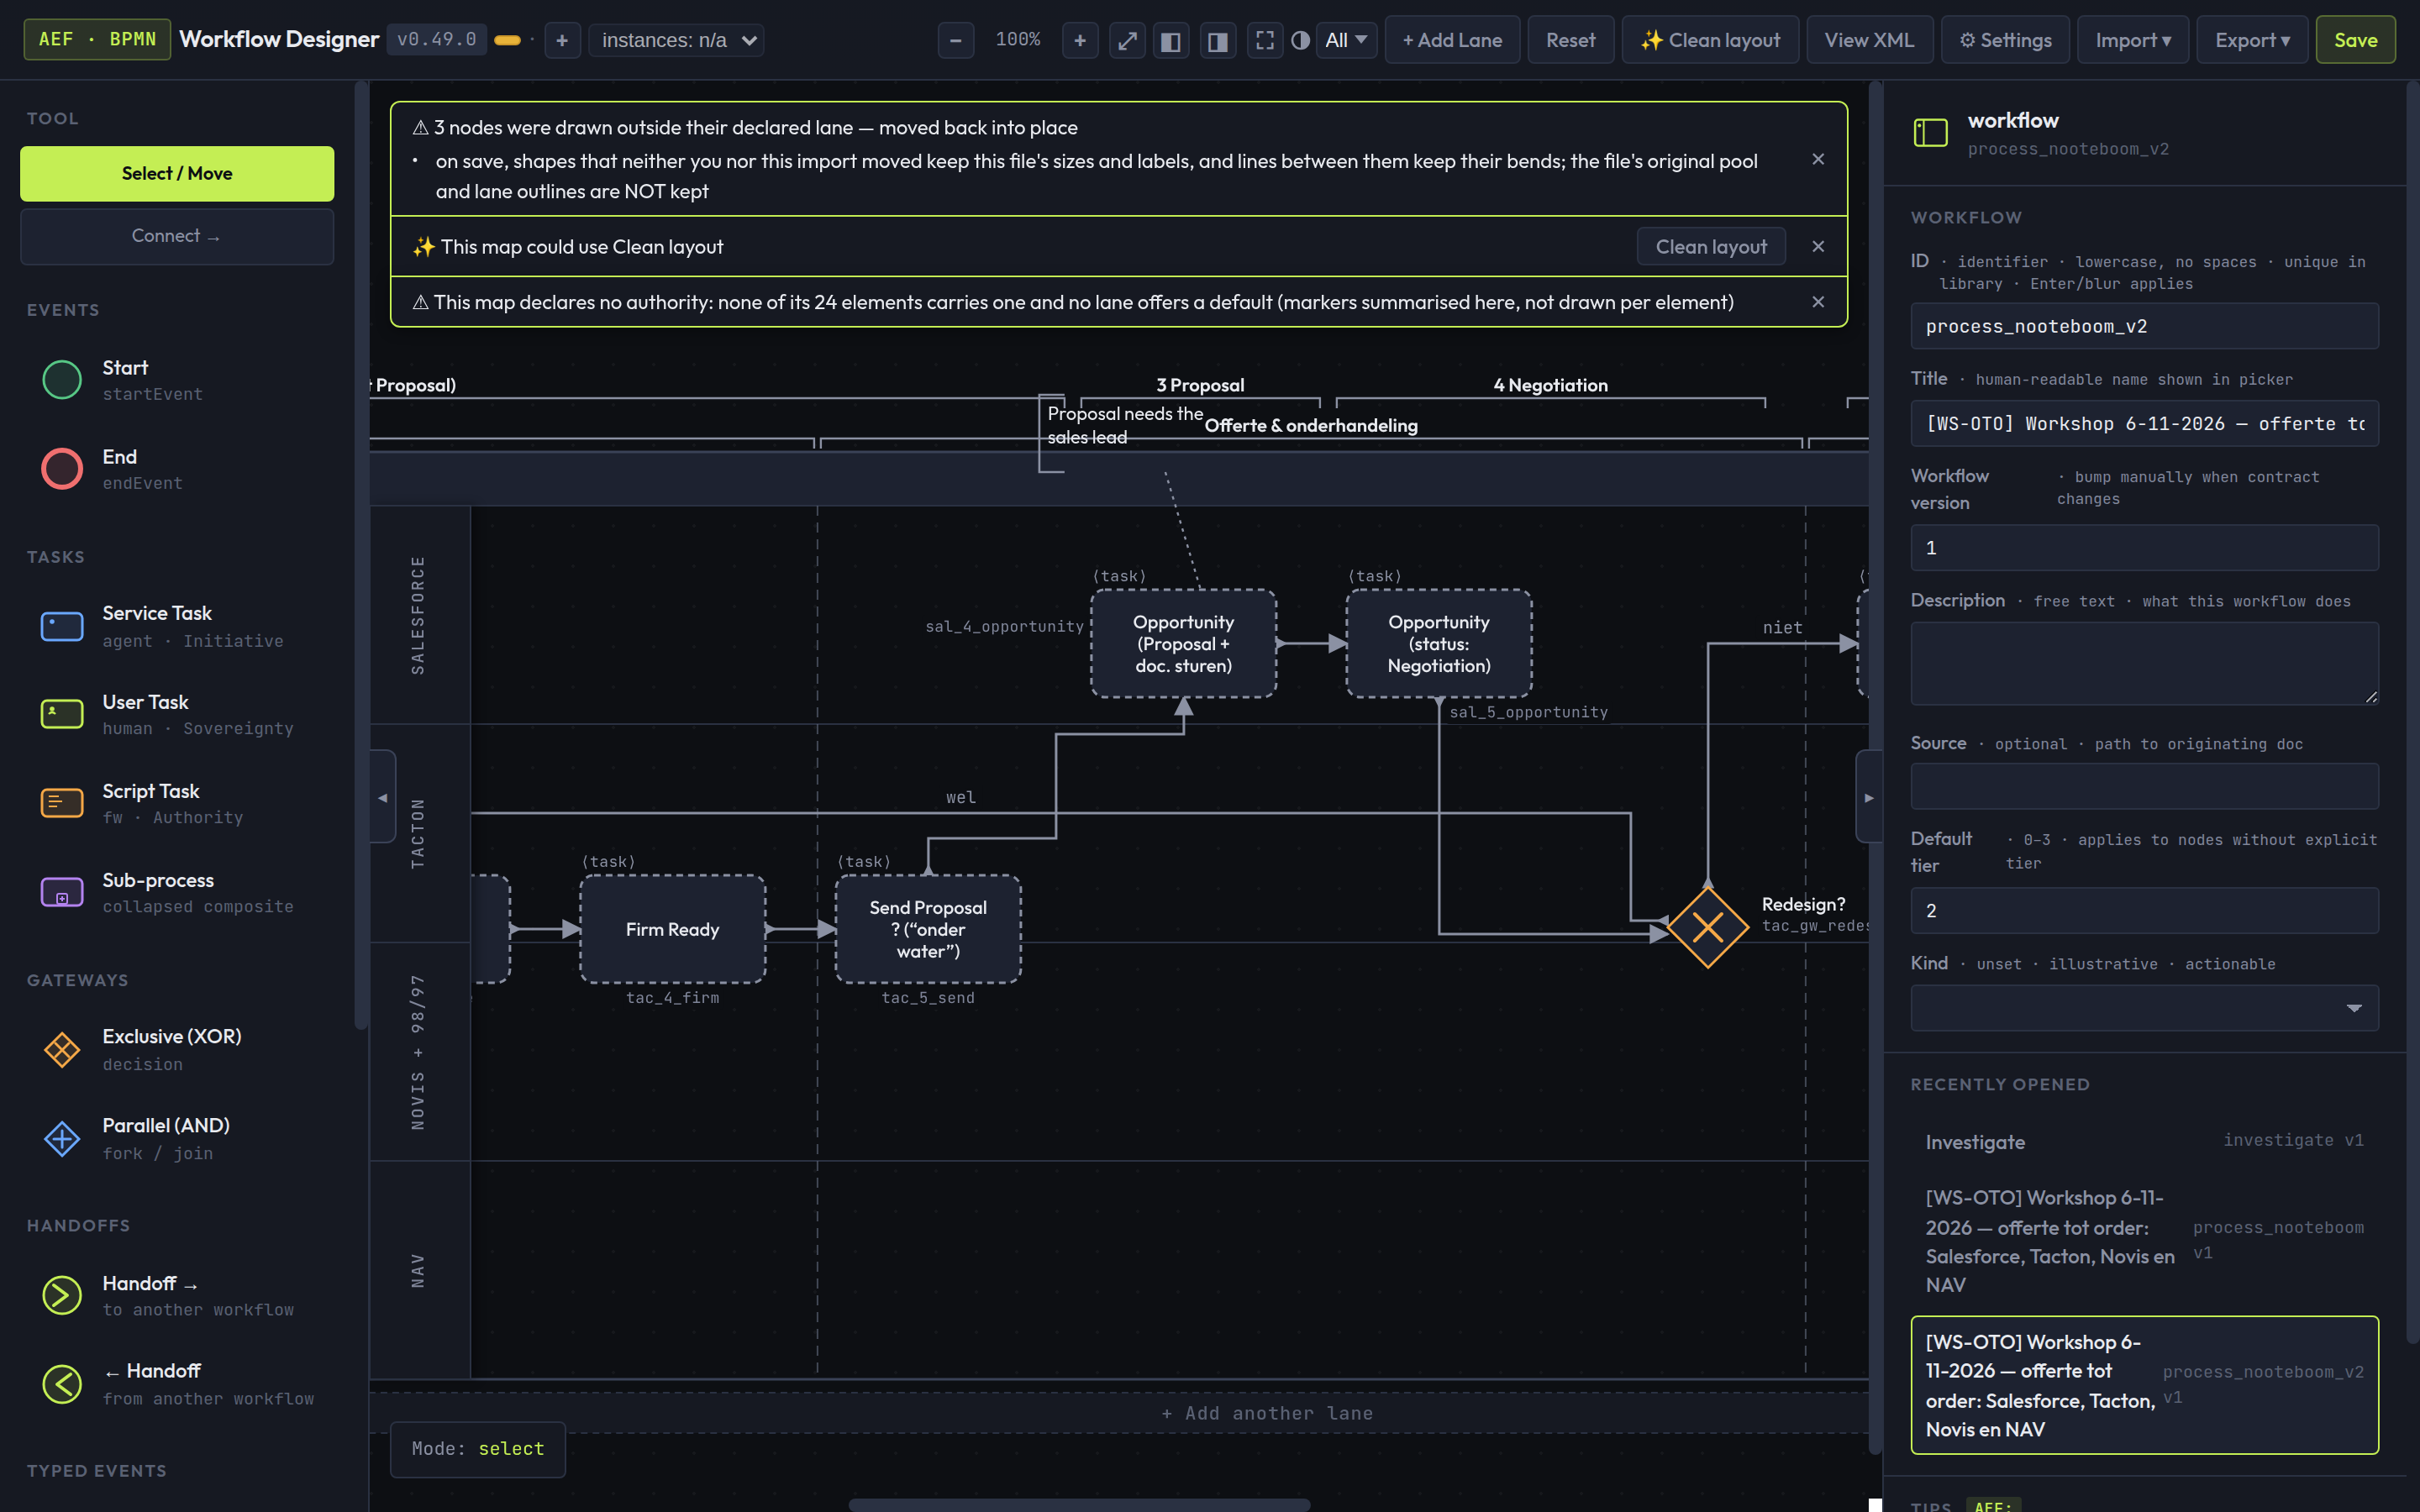 AEF · BPMN Workflow Designer v0.49.0 · + instances: n/a − 100% + All + Add Lane Reset ✨ Clean layout View XML ⚙ Settings Import ▾ Export ▾ Save
TOOL
Select / Move
Connect →
EVENTS
Start
startEvent
End
endEvent
TASKS
Service Task
agent · Initiative
User Task
human · Sovereignty
Script Task
fw · Authority
Sub-process
collapsed composite
GATEWAYS
Exclusive (XOR)
decision
Parallel (AND)
fork / join
HANDOFFS
Handoff →
to another workflow
← Handoff
from another workflow
TYPED EVENTS
⚠ 3 nodes were drawn outside their declared lane — moved back into place
• on save, shapes that neither you nor this import moved keep this file's sizes and labels, and lines between them keep their bends; the file's original pool
and lane outlines are NOT kept
✨ This map could use Clean layout
Clean layout
⚠ This map declares no authority: none of its 24 elements carries one and no lane offers a default (markers summarised here, not drawn per element)
Proposal)
3 Proposal
4 Negotiation
Proposal needs the
sales lead
Offerte & onderhandeling
SALESFORCE
⟨task⟩
sal_4_opportunity
Opportunity
(Proposal +
doc. sturen)
⟨task⟩
Opportunity
(status:
Negotiation)
sal_5_opportunity
niet
TACTON
wel
⟨task⟩
Firm Ready
tac_4_firm
⟨task⟩
Send Proposal
? (“onder
water”)
tac_5_send
Redesign?
tac_gw_redes
NOVIS + 98/97
NAV
+ Add another lane
Mode: select
workflow
process_nooteboom_v2
WORKFLOW
ID · identifier · lowercase, no spaces · unique in
library · Enter/blur applies
process_nooteboom_v2
Title · human-readable name shown in picker
[WS-OTO] Workshop 6-11-2026 — offerte to
Workflow
version
· bump manually when contract
changes
1
Description · free text · what this workflow does
Source · optional · path to originating doc
Default
tier
· 0–3 · applies to nodes without explicit
tier
2
Kind · unset · illustrative · actionable
RECENTLY OPENED
Investigate
investigate v1
[WS-OTO] Workshop 6-11-
2026 — offerte tot order:
Salesforce, Tacton, Novis en
NAV
process_nooteboom
v1
[WS-OTO] Workshop 6-
11-2026 — offerte tot
order: Salesforce, Tacton,
Novis en NAV
process_nooteboom_v2
v1
TIPS AEF: